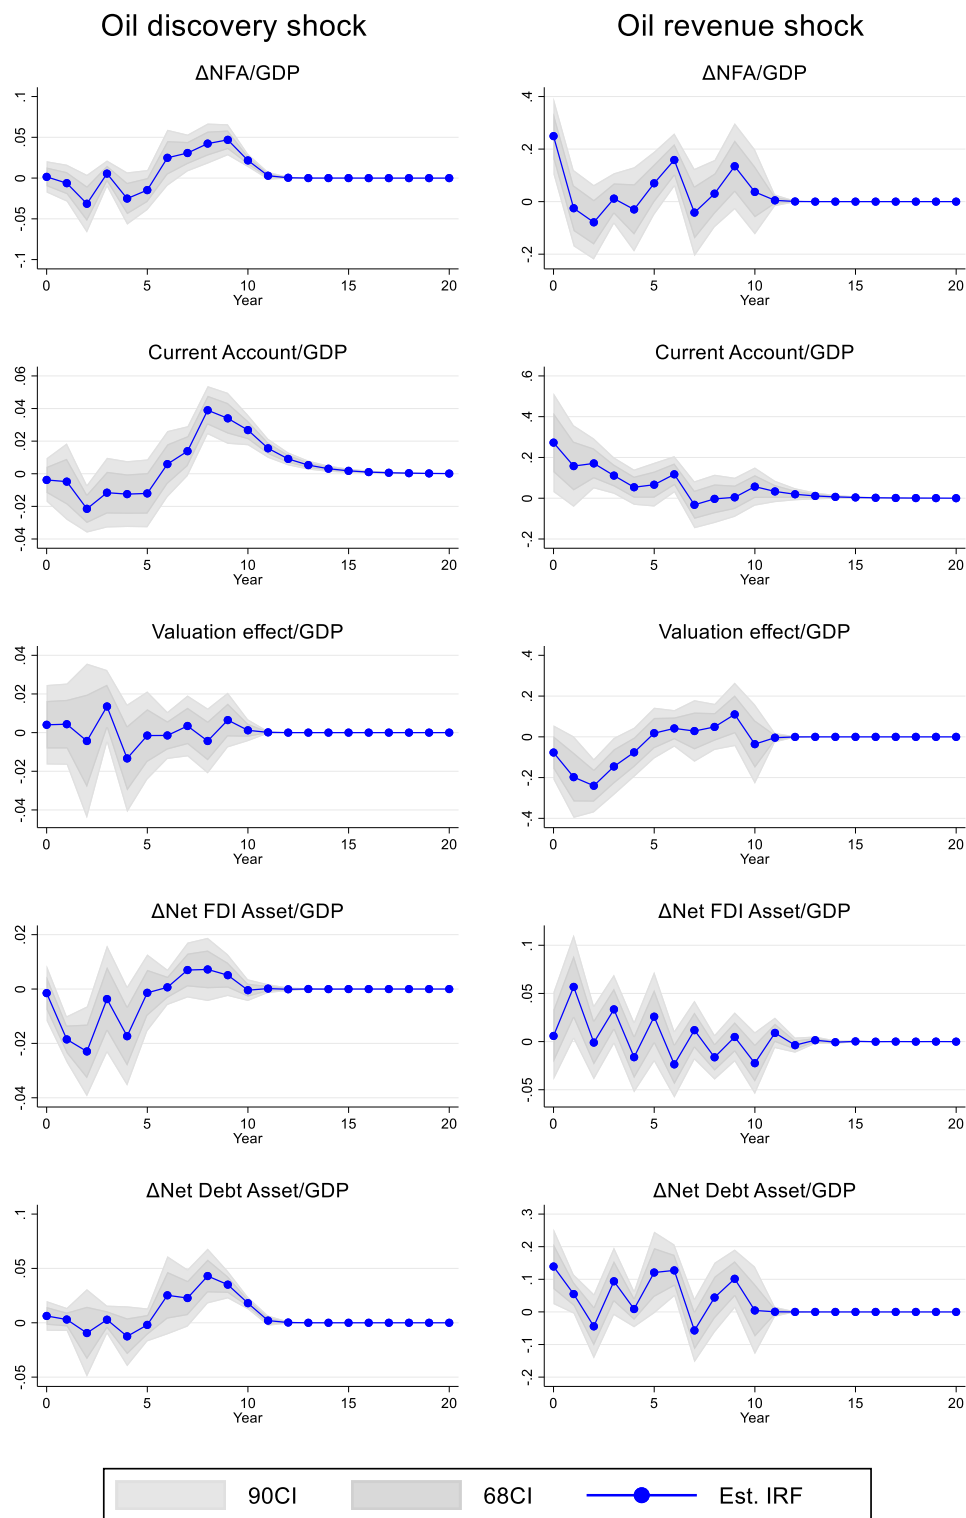 Oil discovery shock
Oil revenue shock
ΔNFA/GDP
.1
.05
0
-.05
-.1
0 5 10 15 20
Year
ΔNFA/GDP
.4
.2
0
-.2
0 5 10 15 20
Year
Current Account/GDP
.06
.04
.02
0
-.02
-.04
0 5 10 15 20
Year
Current Account/GDP
.6
.4
.2
0
-.2
0 5 10 15 20
Year
Valuation effect/GDP
.04
.02
0
-.02
-.04
0 5 10 15 20
Year
Valuation effect/GDP
.4
.2
0
-.2
-.4
0 5 10 15 20
Year
ΔNet FDI Asset/GDP
.02
0
-.02
-.04
0 5 10 15 20
Year
ΔNet FDI Asset/GDP
.1
.05
0
-.05
0 5 10 15 20
Year
ΔNet Debt Asset/GDP
.1
.05
0
-.05
0 5 10 15 20
Year
ΔNet Debt Asset/GDP
.3
.2
.1
0
-.1
-.2
0 5 10 15 20
Year
90CI 68CI Est. IRF